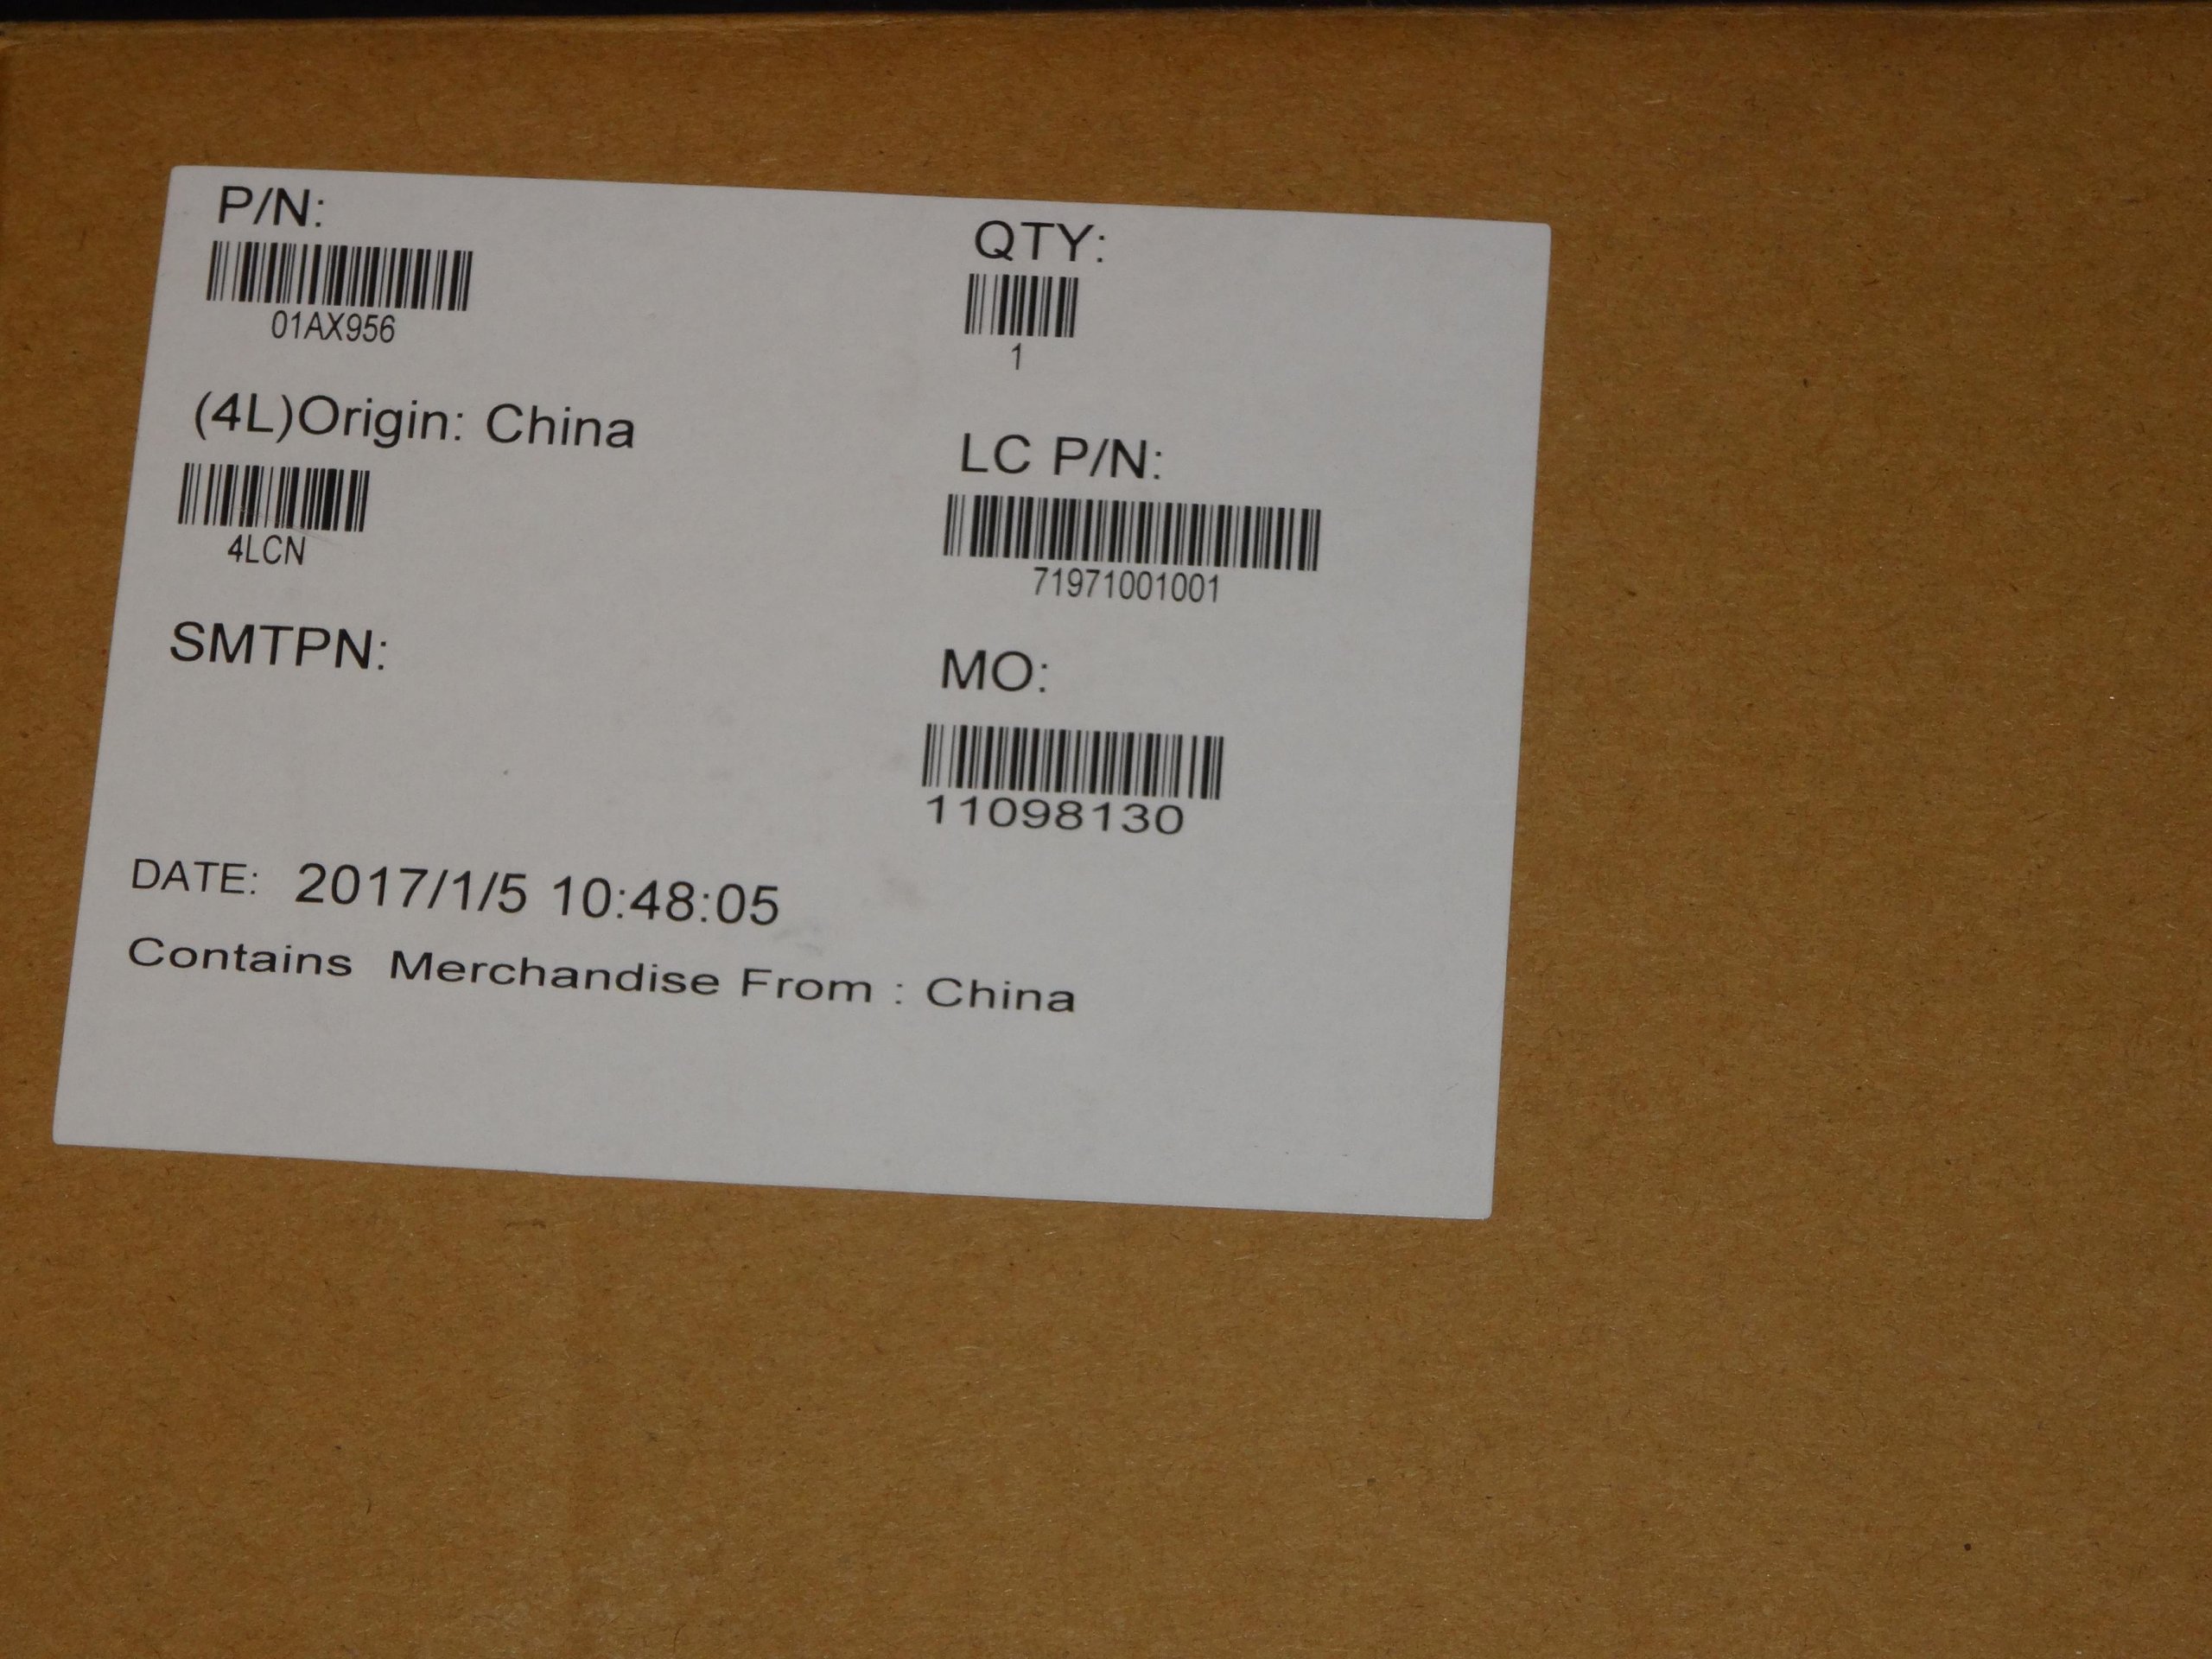 P/N:
01AX956
QTY:
1
(4L)Origin: China
4LCN
LC P/N:
71971001001
SMTPN:
MO:
11098130
DATE: 2017/1/5 10:48:05
Contains Merchandise From : China